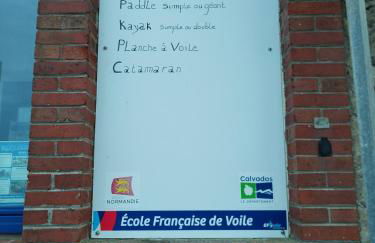 Paddle simple ou géant
Kayak simple ou double
Planche à Voile
Catamaran
NORMANDIE
Calvados
LE DÉPARTEMENT
École Française de Voile